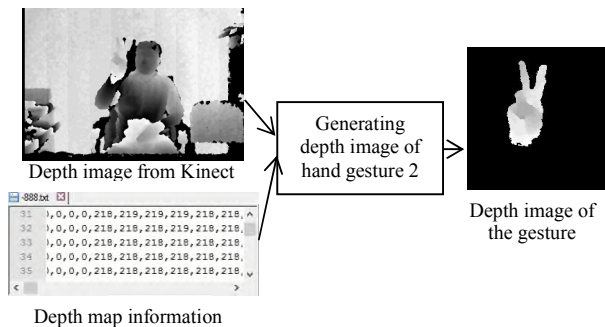 Depth image from Kinect
-888.txt
31 ),0,0,0,218,219,219,219,218,218,
32 ),0,0,0,218,218,219,218,218,218,
33 ),0,0,0,218,218,218,218,218,218,
34 ),0,0,0,218,218,218,218,218,218,
35 ),0,0,0,218,218,218,218,218,218,
Depth map information
Generating
depth image of
hand gesture 2
Depth image of
the gesture